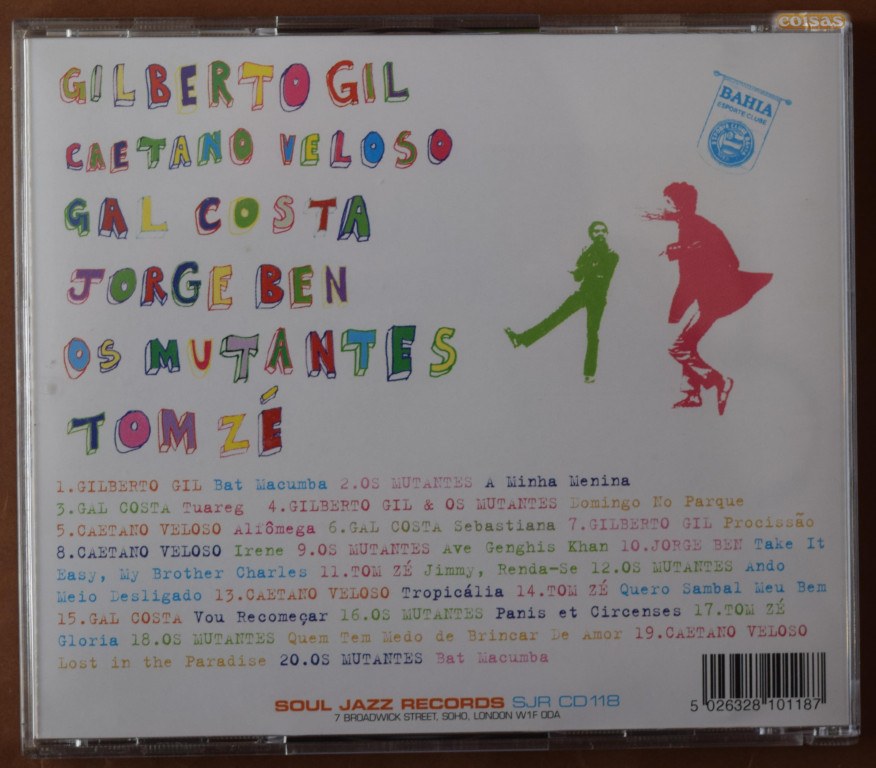 coisas
GILBERTO GIL
CAETANO VELOSO
GAL COSTA
JORGE BEN
OS MUTANTES
TOM ZÉ
BAHIA
ESPORTE CLUBE
1.GILBERTO GIL Bat Macumba 2.OS MUTANTES A Minha Menina
3.GAL COSTA Tuareg 4.GILBERTO GIL & OS MUTANTES Domingo No Parque
5.CAETANO VELOSO Alfômega 6.GAL COSTA Sebastiana 7.GILBERTO GIL Procissão
8.CAETANO VELOSO Irene 9.OS MUTANTES Ave Genghis Khan 10.JORGE BEN Take It
Easy, My Brother Charles 11.TOM ZÉ Jimmy, Renda-Se 12.OS MUTANTES Ando
Meio Desligado 13.CAETANO VELOSO Tropicália 14.TOM ZÉ Quero Sambal Meu Bem
15.GAL COSTA Vou Recomeçar 16.OS MUTANTES Panis et Circenses 17.TOM ZÉ
Gloria 18.OS MUTANTES Quem Tem Medo de Brincar De Amor 19.CAETANO VELOSO
Lost in the Paradise 20.OS MUTANTES Bat Macumba
SOUL JAZZ RECORDS SJR CD118
7 BROADWICK STREET, SOHO, LONDON W1F 0DA
5 026328 101187